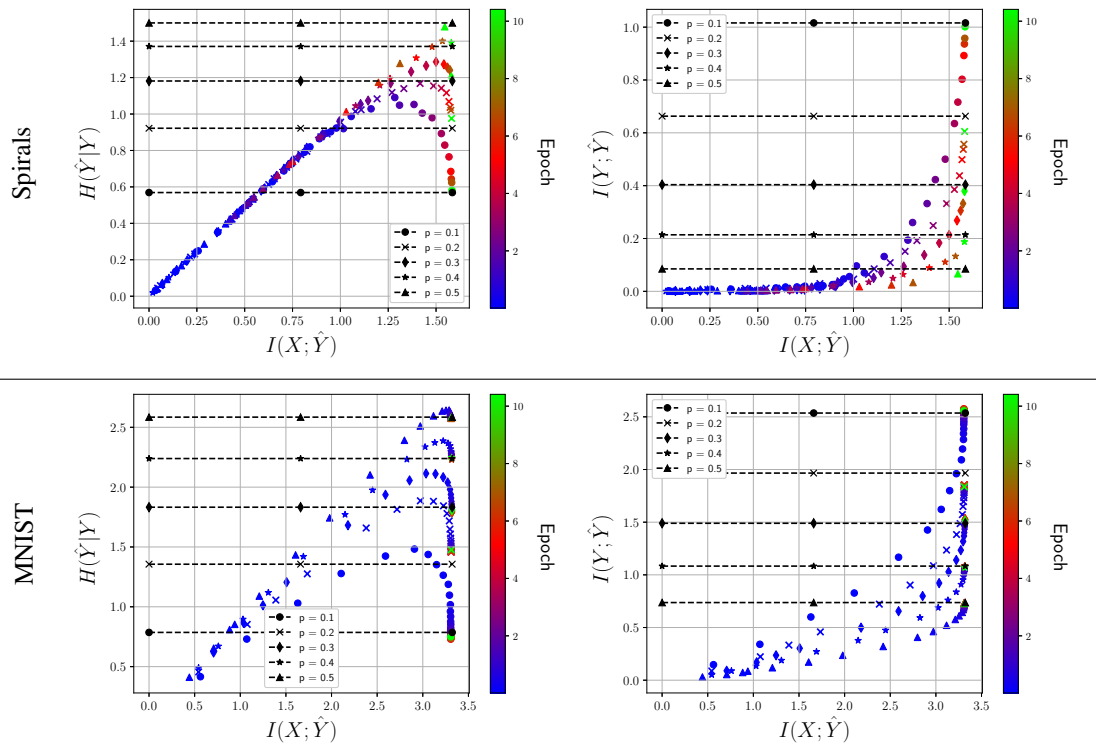 Spirals
H(Ŷ|Y)
1.4
1.2
1.0
0.8
0.6
0.4
0.2
0.0
0.00 0.25 0.50 0.75 1.00 1.25 1.50
I(X; Ŷ)
p = 0.1
p = 0.2
p = 0.3
p = 0.4
p = 0.5
10
8
6
4
2
Epoch
I(Y; Ŷ)
1.0
0.8
0.6
0.4
0.2
0.0
0.00 0.25 0.50 0.75 1.00 1.25 1.50
I(X; Ŷ)
p = 0.1
p = 0.2
p = 0.3
p = 0.4
p = 0.5
10
8
6
4
2
Epoch
MNIST
H(Ŷ|Y)
2.5
2.0
1.5
1.0
0.5
0.0 0.5 1.0 1.5 2.0 2.5 3.0 3.5
I(X; Ŷ)
p = 0.1
p = 0.2
p = 0.3
p = 0.4
p = 0.5
10
8
6
4
2
Epoch
I(Y; Ŷ)
2.5
2.0
1.5
1.0
0.5
0.0
0.0 0.5 1.0 1.5 2.0 2.5 3.0 3.5
I(X; Ŷ)
p = 0.1
p = 0.2
p = 0.3
p = 0.4
p = 0.5
10
8
6
4
2
Epoch